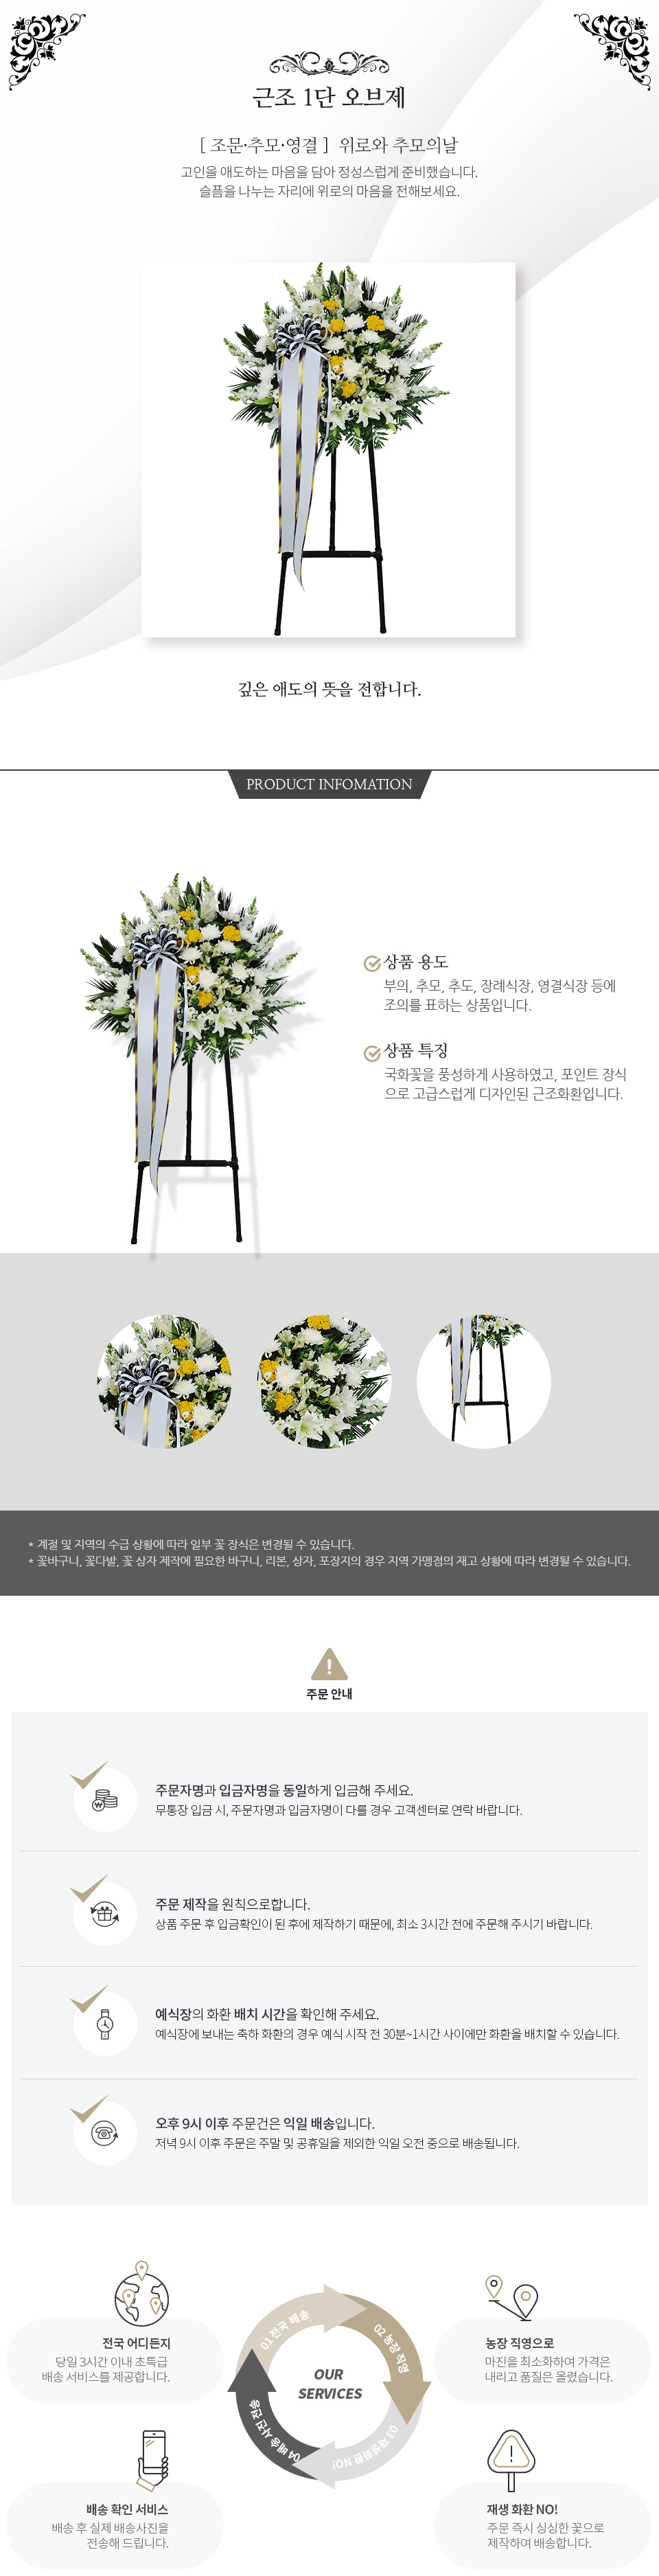 근조 1단 오브제
[ 조문·추모·영결 ] 위로와 추모의날
고인을 애도하는 마음을 담아 정성스럽게 준비했습니다.
슬픔을 나누는 자리에 위로의 마음을 전해보세요.
깊은 애도의 뜻을 전합니다.
PRODUCT INFOMATION
상품 용도
부의, 추모, 추도, 장례식장, 영결식장 등에
조의를 표하는 상품입니다.
상품 특징
국화꽃을 풍성하게 사용하였고, 포인트 장식
으로 고급스럽게 디자인된 근조화환입니다.
* 계절 및 지역의 수급 상황에 따라 일부 꽃 장식은 변경될 수 있습니다.
* 꽃바구니, 꽃다발, 꽃 상자 제작에 필요한 바구니, 리본, 상자, 포장지의 경우 지역 가맹점의 재고 상황에 따라 변경될 수 있습니다.
주문 안내
주문자명과 입금자명을 동일하게 입금해 주세요.
무통장 입금 시, 주문자명과 입금자명이 다를 경우 고객센터로 연락 바랍니다.
주문 제작을 원칙으로합니다.
상품 주문 후 입금확인이 된 후에 제작하기 때문에, 최소 3시간 전에 주문해 주시기 바랍니다.
예식장의 화환 배치 시간을 확인해 주세요.
예식장에 보내는 축하 화환의 경우 예식 시작 전 30분~1시간 사이에만 화환을 배치할 수 있습니다.
오후 9시 이후 주문건은 익일 배송입니다.
저녁 9시 이후 주문은 주말 및 공휴일을 제외한 익일 오전 중으로 배송됩니다.
전국 어디든지
당일 3시간 이내 초특급
배송 서비스를 제공합니다.
01 전국 배송
02 농장 직영
OUR
SERVICES
03 재생화환 NO!
04 배송 사진 전송
농장 직영으로
마진을 최소화하여 가격은
내리고 품질은 올렸습니다.
배송 확인 서비스
배송 후 실제 배송사진을
전송해 드립니다.
재생 화환 NO!
주문 즉시 싱싱한 꽃으로
제작하여 배송합니다.